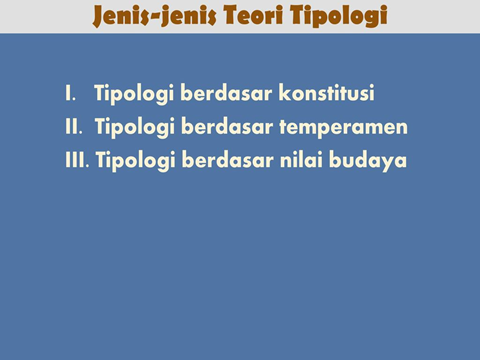 Jenis-jenis Teori Tipologi
I. Tipologi berdasar konstitusi
II. Tipologi berdasar temperamen
III. Tipologi berdasar nilai budaya